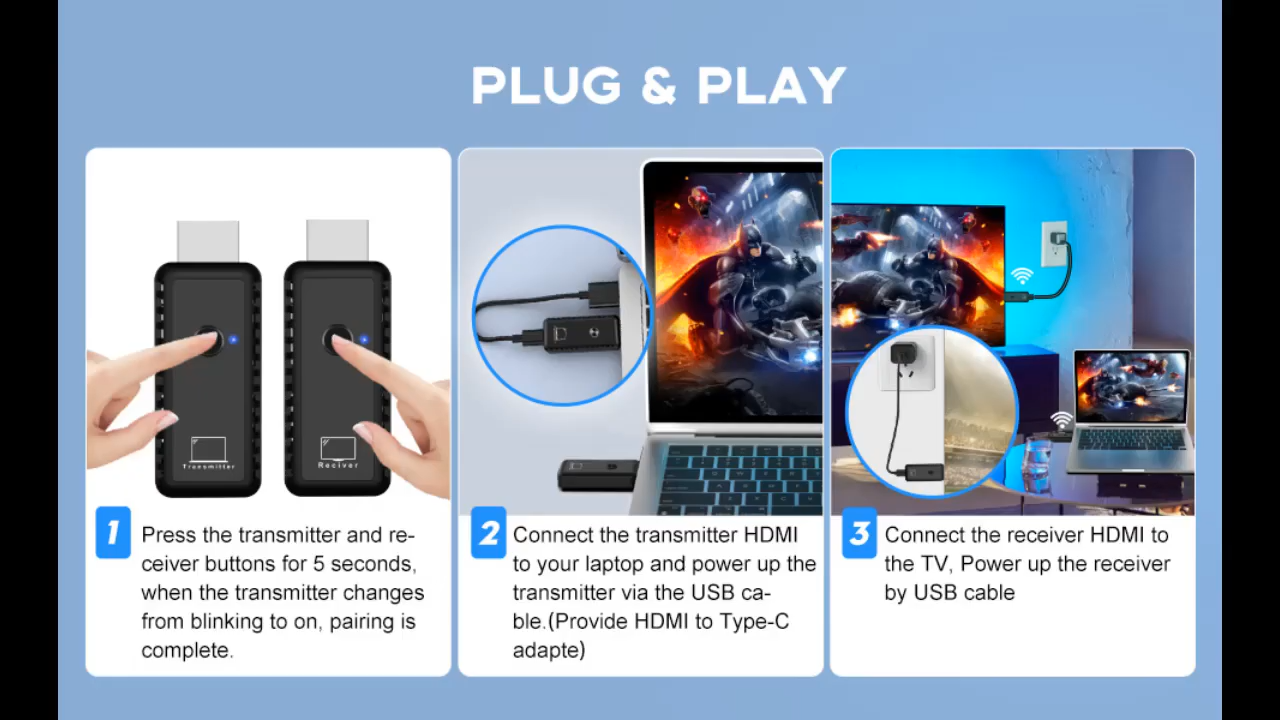 PLUG & PLAY
Transmitter
Reciver
1
Press the transmitter and re-
ceiver buttons for 5 seconds,
when the transmitter changes
from blinking to on, pairing is
complete.
2
Connect the transmitter HDMI
to your laptop and power up the
transmitter via the USB ca-
ble.(Provide HDMI to Type-C
adapte)
3
Connect the receiver HDMI to
the TV, Power up the receiver
by USB cable